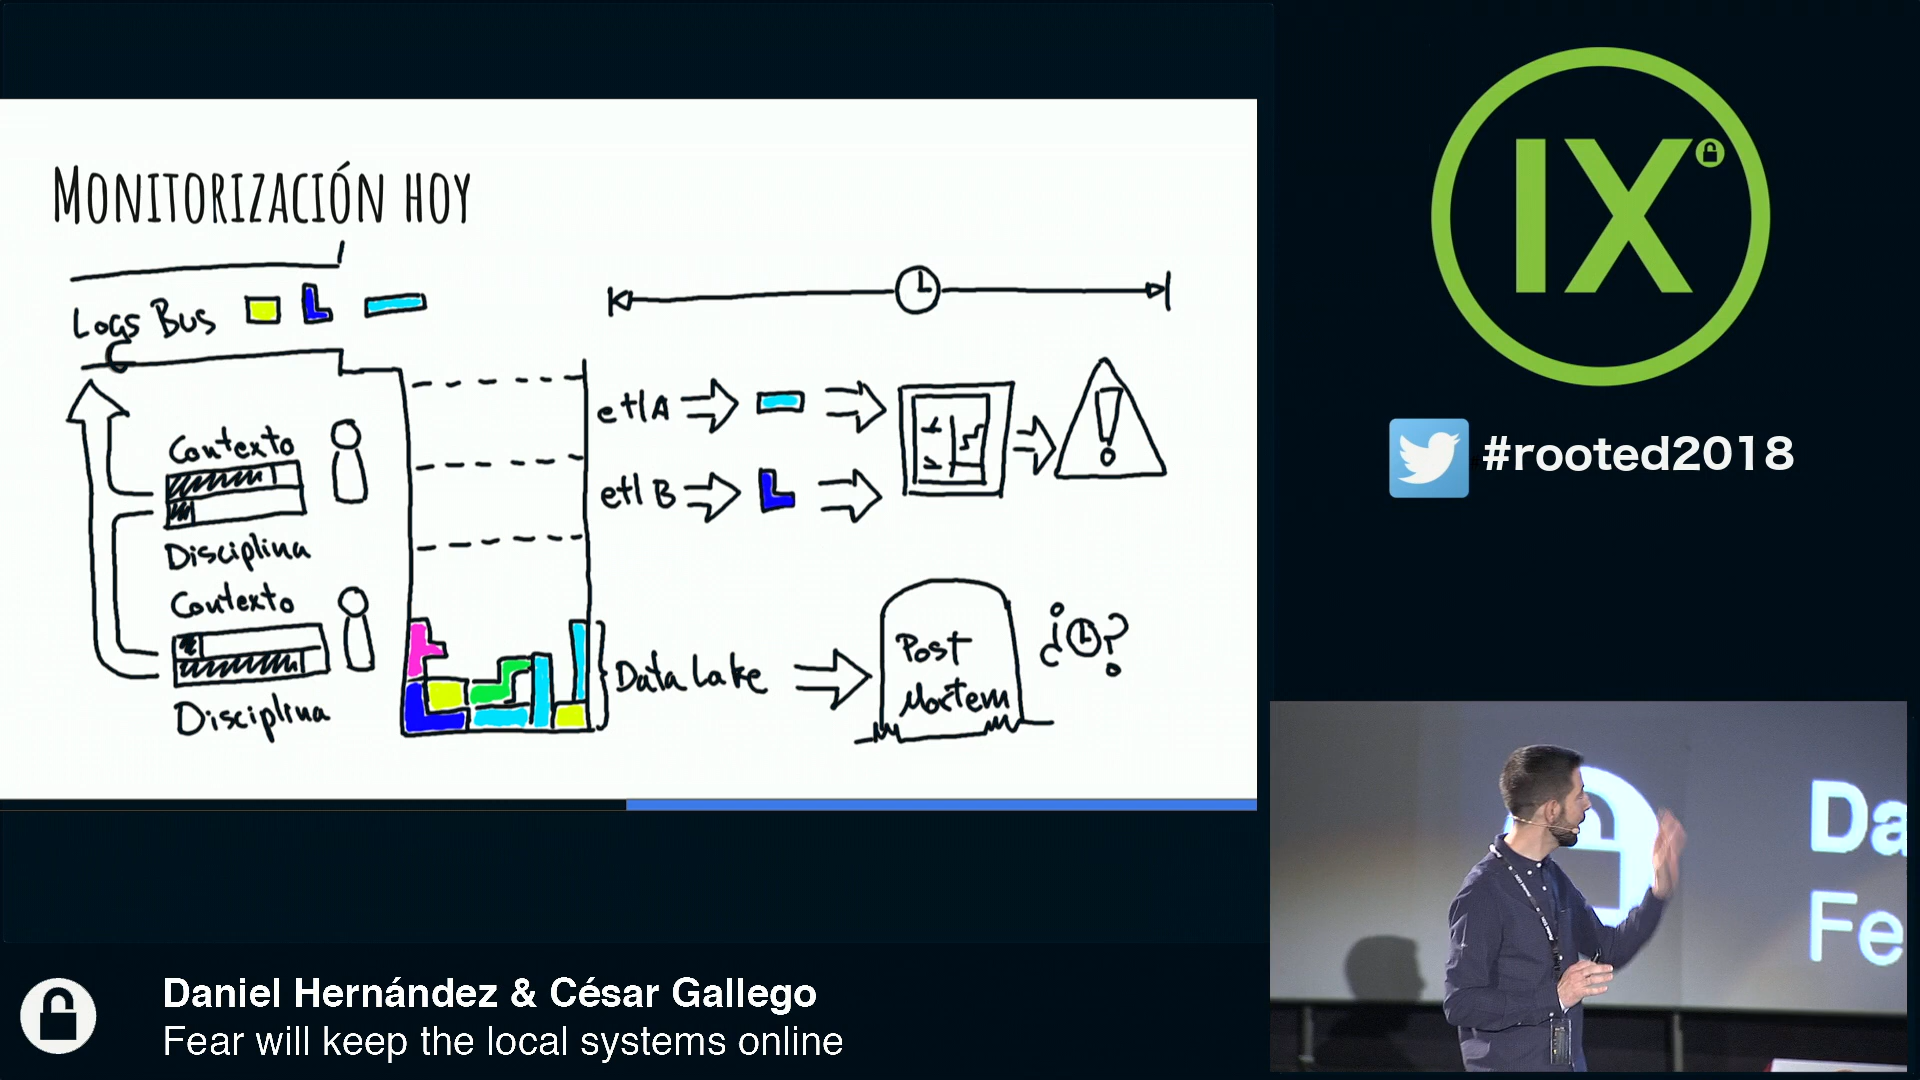 MONITORIZACIÓN HOY
Logs Bus
Contexto
Disciplina
Contexto
Disciplina
etl A
etl B
Data Lake
Post
Mortem
¿?
IX
#rooted2018
Da
Fe
Daniel Hernández & César Gallego
Fear will keep the local systems online